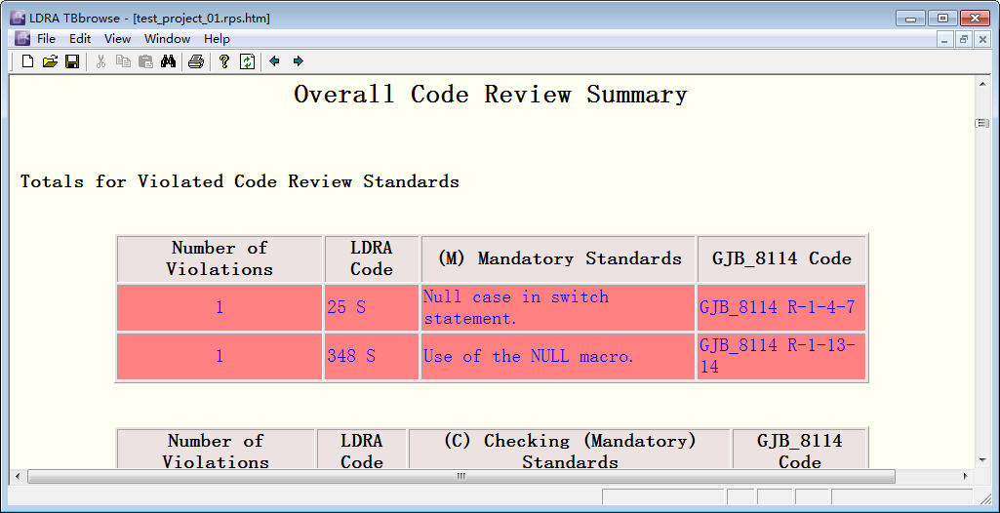 LDRA TBbrowse - [test_project_01.rps.htm]
File Edit View Window Help
Overall Code Review Summary
Totals for Violated Code Review Standards
Number of Violations LDRA Code (M) Mandatory Standards GJB_8114 Code
1 25 S Null case in switch statement. GJB_8114 R-1-4-7
1 348 S Use of the NULL macro. GJB_8114 R-1-13-14
Number of Violations LDRA Code (C) Checking (Mandatory) Standards GJB_8114 Code